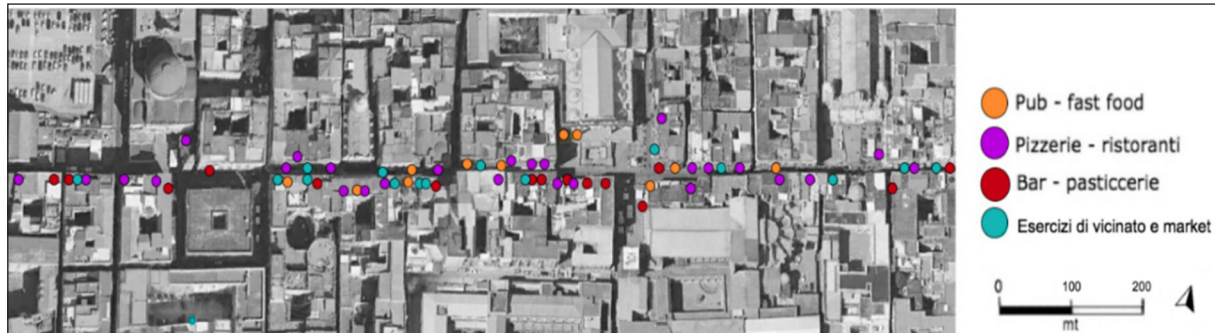 Pub - fast food
Pizzerie - ristoranti
Bar - pasticcerie
Esercizi di vicinato e market
0 100 200
mt